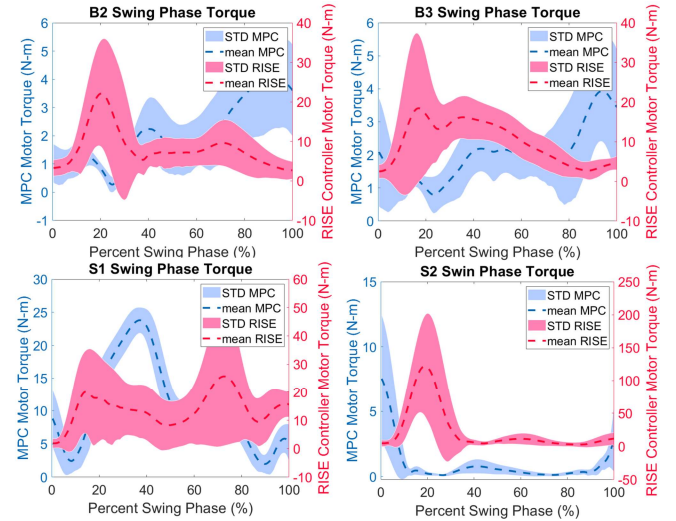 B2 Swing Phase Torque
MPC Motor Torque (N-m)
6
5
4
3
2
1
0
-1
STD MPC
mean MPC
STD RISE
mean RISE
40
30
20
10
0
-10
RISE Controller Motor Torque (N-m)
0 20 40 60 80 100
Percent Swing Phase (%)
B3 Swing Phase Torque
MPC Motor Torque (N-m)
6
5
4
3
2
1
0
STD MPC
mean MPC
STD RISE
mean RISE
40
30
20
10
0
-10
RISE Controller Motor Torque (N-m)
0 20 40 60 80 100
Percent Swing Phase (%)
S1 Swing Phase Torque
MPC Motor Torque (N-m)
30
25
20
15
10
5
0
STD MPC
mean MPC
STD RISE
mean RISE
60
50
40
30
20
10
0
-10
RISE Controller Motor Torque (N-m)
0 20 40 60 80 100
Percent Swing Phase (%)
S2 Swin Phase Torque
MPC Motor Torque (N-m)
15
10
5
0
STD MPC
mean MPC
STD RISE
mean RISE
250
200
150
100
50
0
-50
RISE Controller Motor Torque (N-m)
0 20 40 60 80 100
Percent Swing Phase (%)